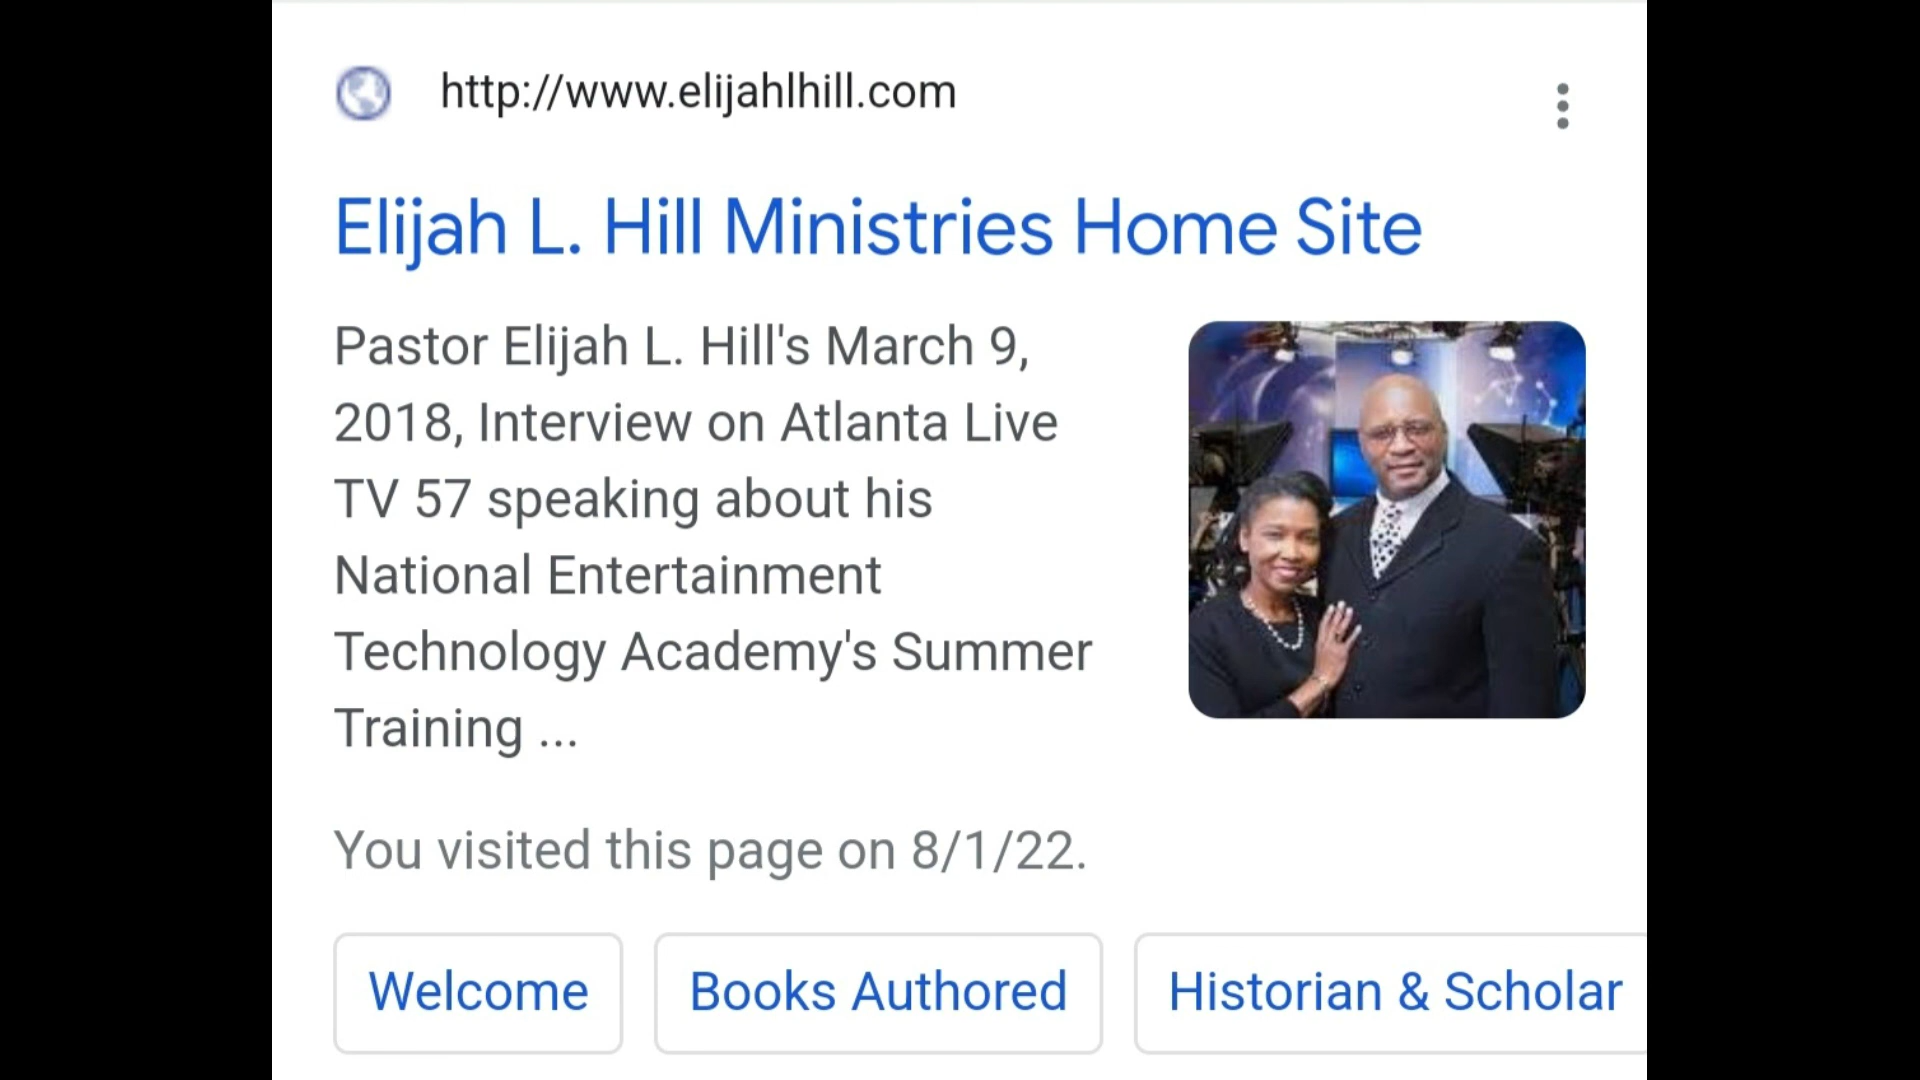 http://www.elijahlhill.com
Elijah L. Hill Ministries Home Site
Pastor Elijah L. Hill's March 9,
2018, Interview on Atlanta Live
TV 57 speaking about his
National Entertainment
Technology Academy's Summer
Training ...
You visited this page on 8/1/22.
Welcome
Books Authored
Historian & Scholar